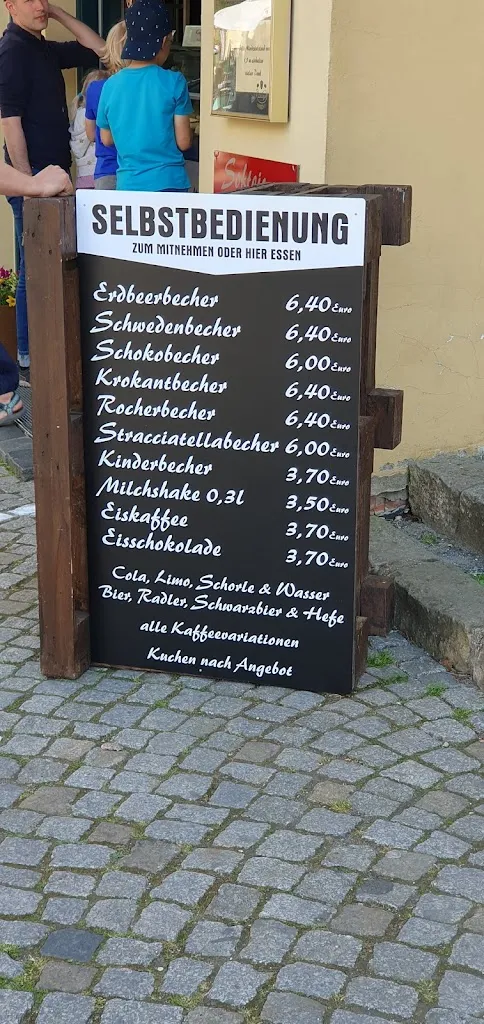 Softeis
SELBSTBEDIENUNG
ZUM MITNEHMEN ODER HIER ESSEN
Erdbeerbecher 6,40 Euro
Schwedenbecher 6,40 Euro
Schokobecher 6,00 Euro
Krokantbecher 6,40 Euro
Rocherbecher 6,40 Euro
Stracciatellabecher 6,00 Euro
Kinderbecher 3,70 Euro
Milchshake 0,3l 3,50 Euro
Eiskaffee 3,70 Euro
Eisschokolade 3,70 Euro
Cola, Limo, Schorle & Wasser
Bier, Radler, Schwarzbier & Hefe
alle Kaffeevariationen
Kuchen nach Angebot